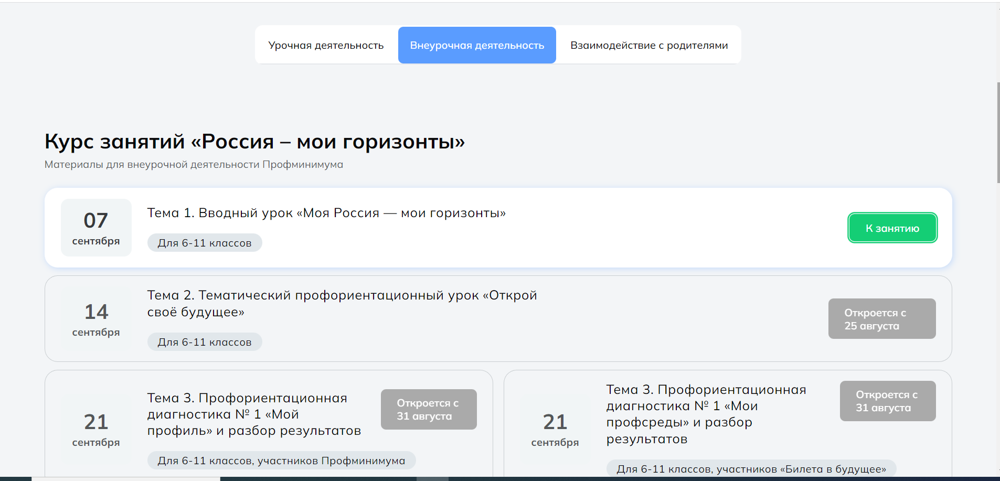 Урочная деятельность
Внеурочная деятельность
Взаимодействие с родителями
Курс занятий «Россия – мои горизонты»
Материалы для внеурочной деятельности Профминимума
07
сентября
Тема 1. Вводный урок «Моя Россия — мои горизонты»
Для 6-11 классов
К занятию
14
сентября
Тема 2. Тематический профориентационный урок «Открой
своё будущее»
Для 6-11 классов
Откроется с
25 августа
21
сентября
Тема 3. Профориентационная
диагностика № 1 «Мой
профиль» и разбор результатов
Для 6-11 классов, участников Профминимума
Откроется с
31 августа
21
сентября
Тема 3. Профориентационная
диагностика № 1 «Мои
профсреды» и разбор
результатов
Для 6-11 классов, участников «Билета в будущее»
Откроется с
31 августа